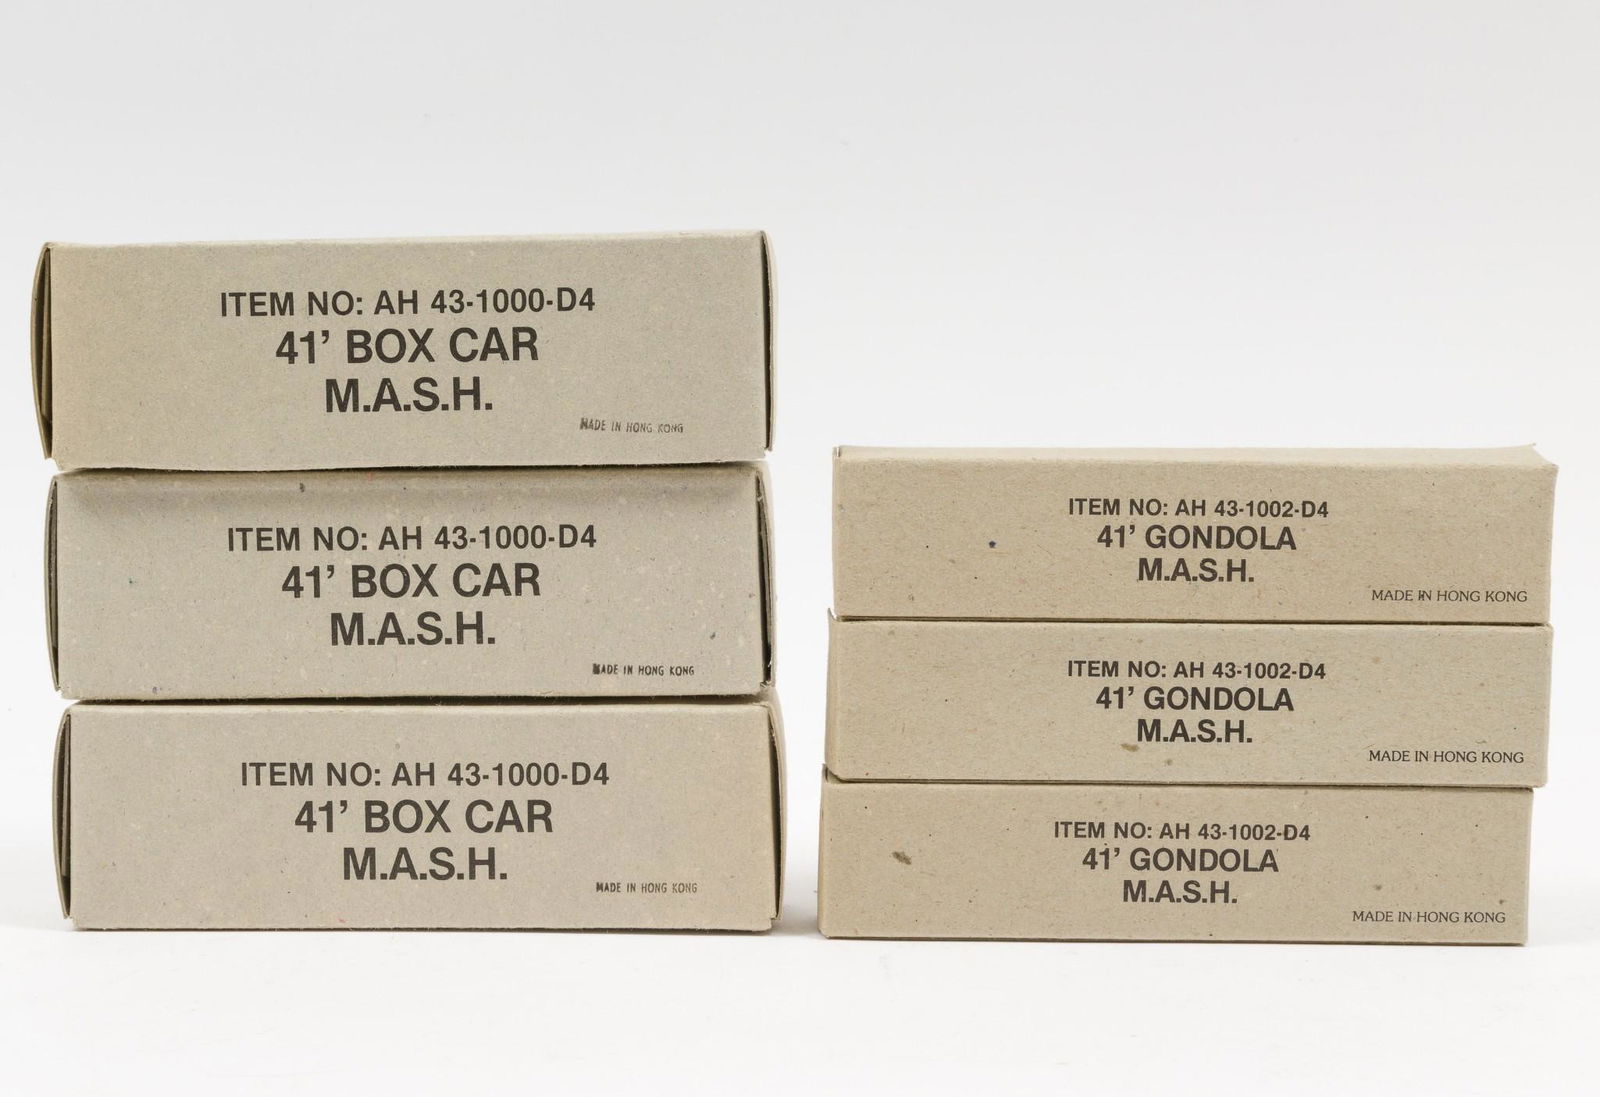 ITEM NO: AH 43-1000-D4
41' BOX CAR
M.A.S.H.
MADE IN HONG KONG
ITEM NO: AH 43-1000-D4
41' BOX CAR
M.A.S.H.
MADE IN HONG KONG
ITEM NO: AH 43-1000-D4
41' BOX CAR
M.A.S.H.
MADE IN HONG KONG
ITEM NO: AH 43-1002-D4
41' GONDOLA
M.A.S.H.
MADE IN HONG KONG
ITEM NO: AH 43-1002-D4
41' GONDOLA
M.A.S.H.
MADE IN HONG KONG
ITEM NO: AH 43-1002-D4
41' GONDOLA
M.A.S.H.
MADE IN HONG KONG